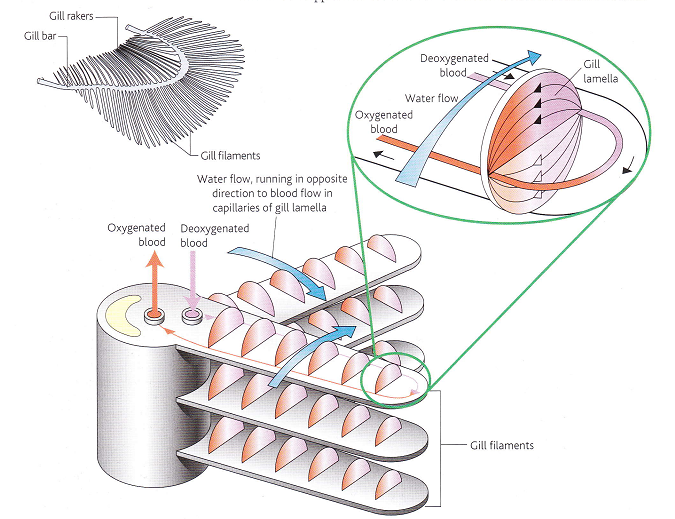 Gill rakers
Gill bar
Gill filaments
Deoxygenated
blood
Gill
lamella
Water flow
Oxygenated
blood
Water flow, running in opposite
direction to blood flow in
capillaries of gill lamella
Oxygenated
blood
Deoxygenated
blood
Gill filaments